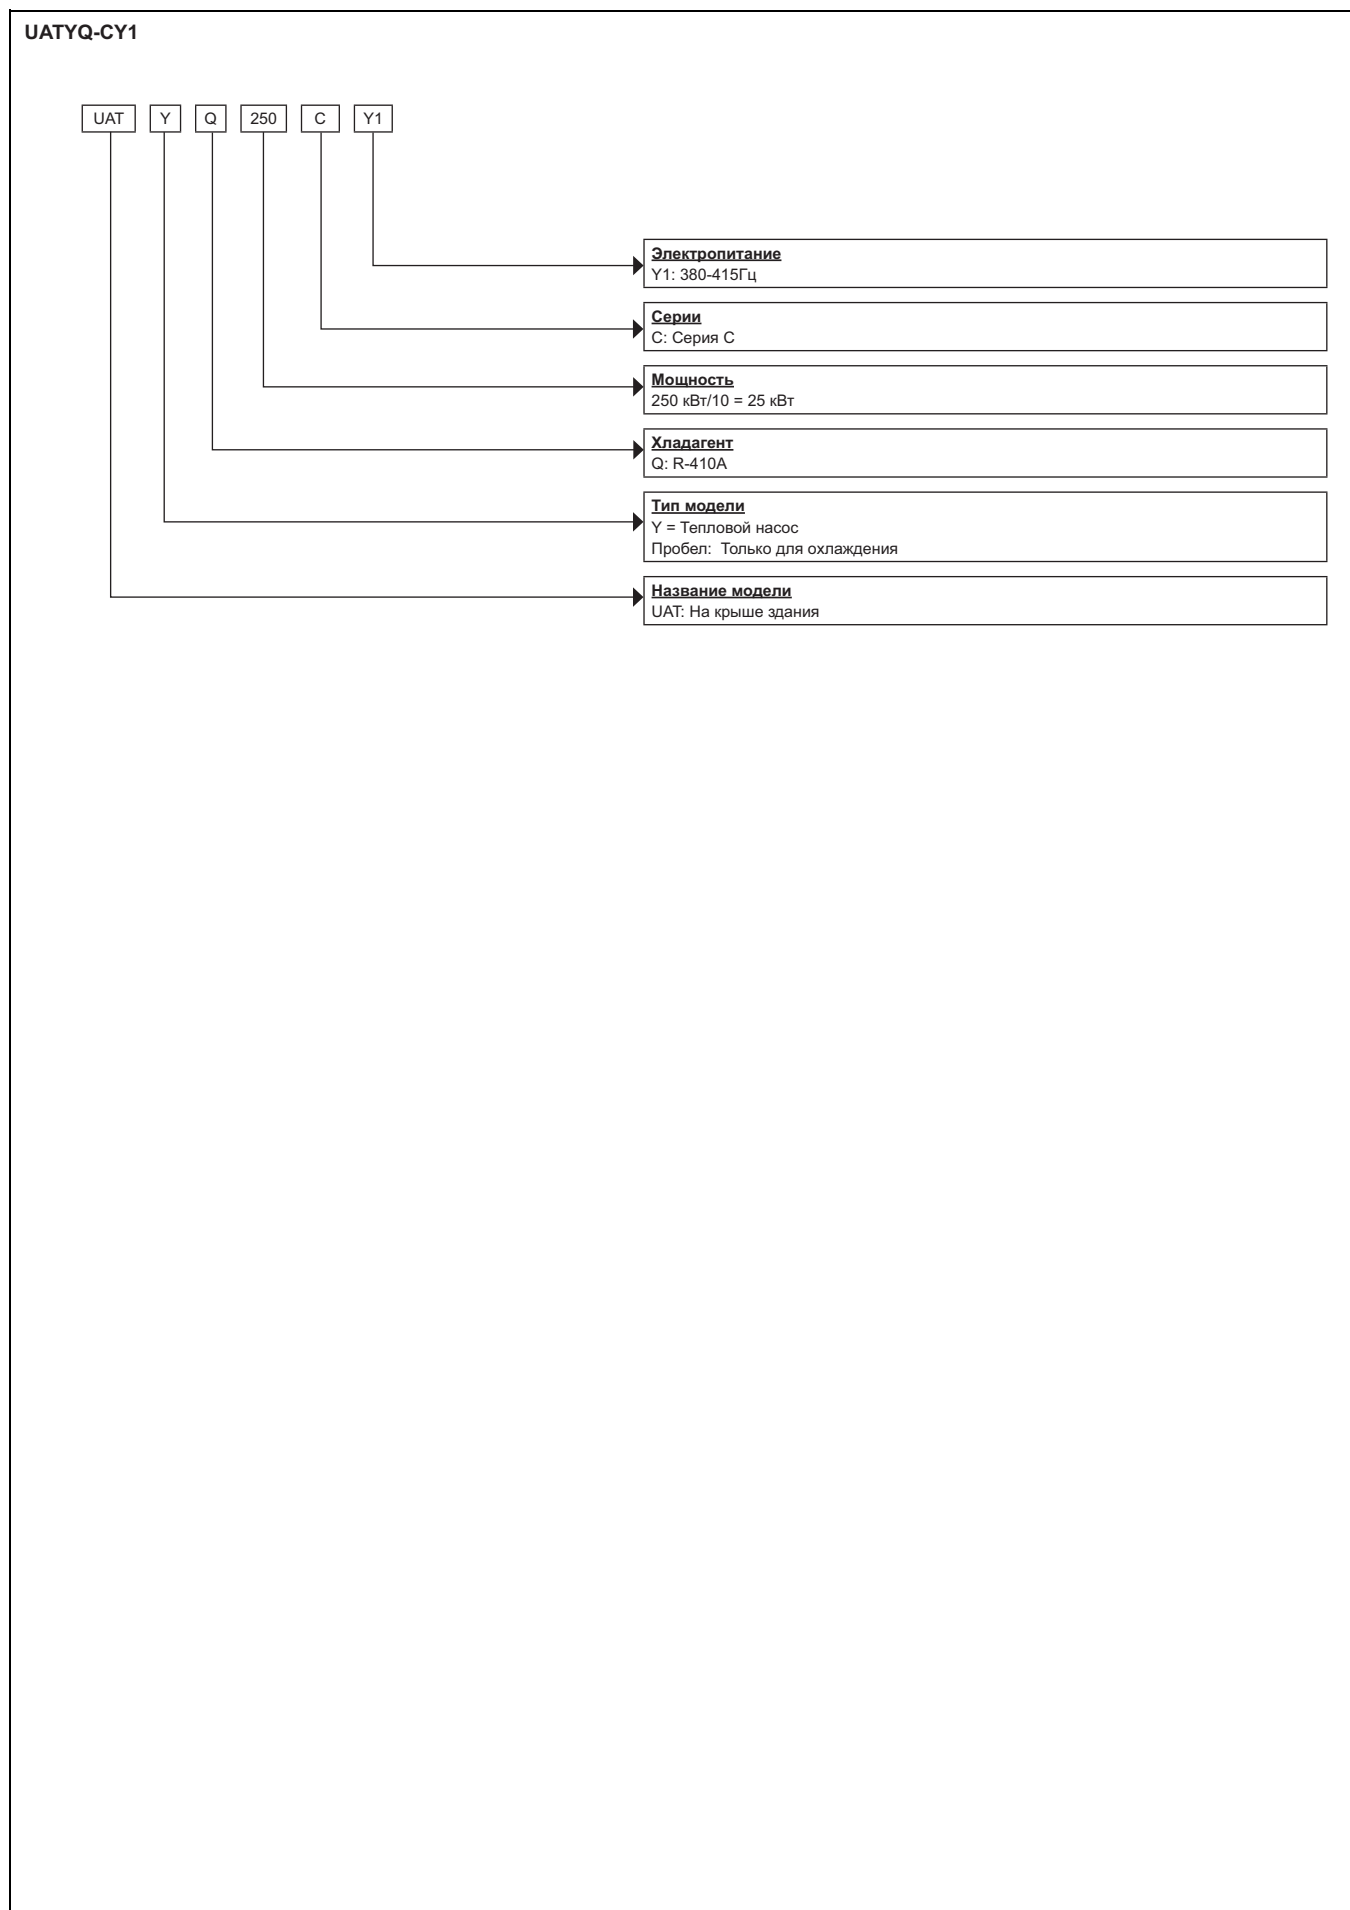 UATYQ-CY1
UAT Y Q 250 C Y1
Электропитание
Y1: 380-415Гц
Серии
C: Серия C
Мощность
250 кВт/10 = 25 кВт
Хладагент
Q: R-410A
Тип модели
Y = Тепловой насос
Пробел: Только для охлаждения
Название модели
UAT: На крыше здания